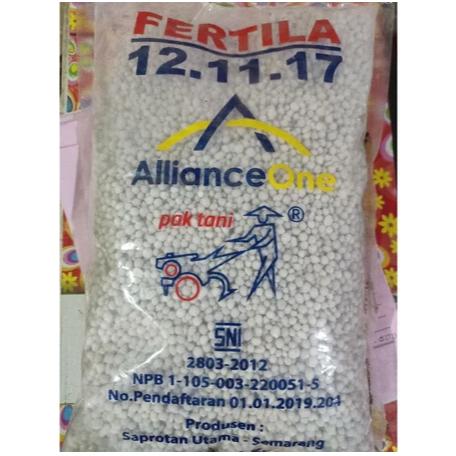 FERTILA
12.11.17
AllianceOne
pak tani ®
SNI
2803-2012
NPB 1-105-003-220051-5
No.Pendaftaran 01.01.2019.204
Produsen :
Saprotan Utama - Semarang